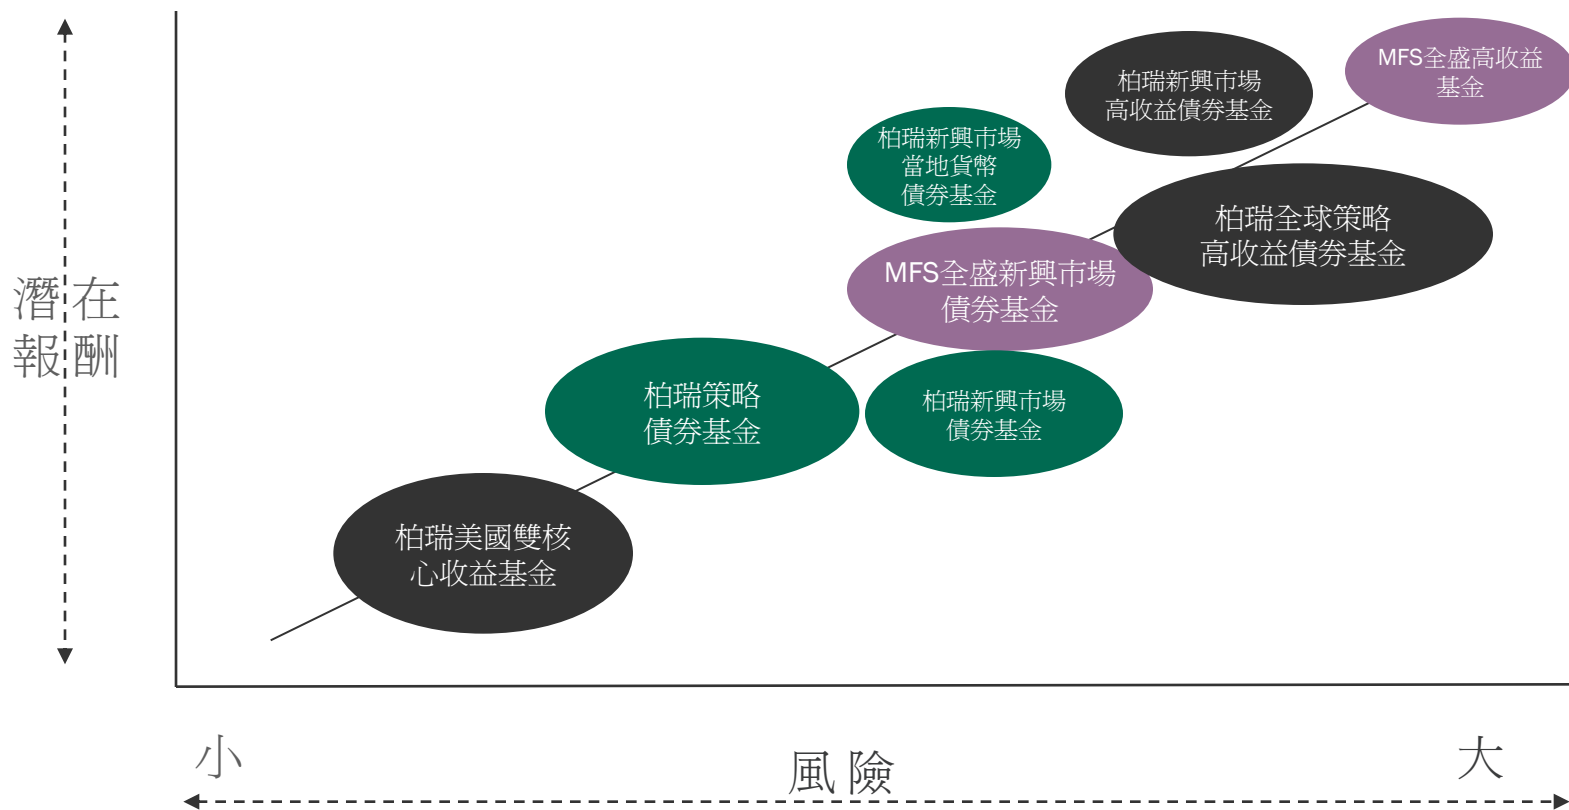 MFS全盛高收益
基金
柏瑞新興市場
高收益債券基金
柏瑞新興市場
當地貨幣
債券基金
柏瑞全球策略
高收益債券基金
MFS全盛新興市場
債券基金
潛在
報酬
柏瑞策略
債券基金
柏瑞新興市場
債券基金
柏瑞美國雙核
心收益基金
小
風險
大